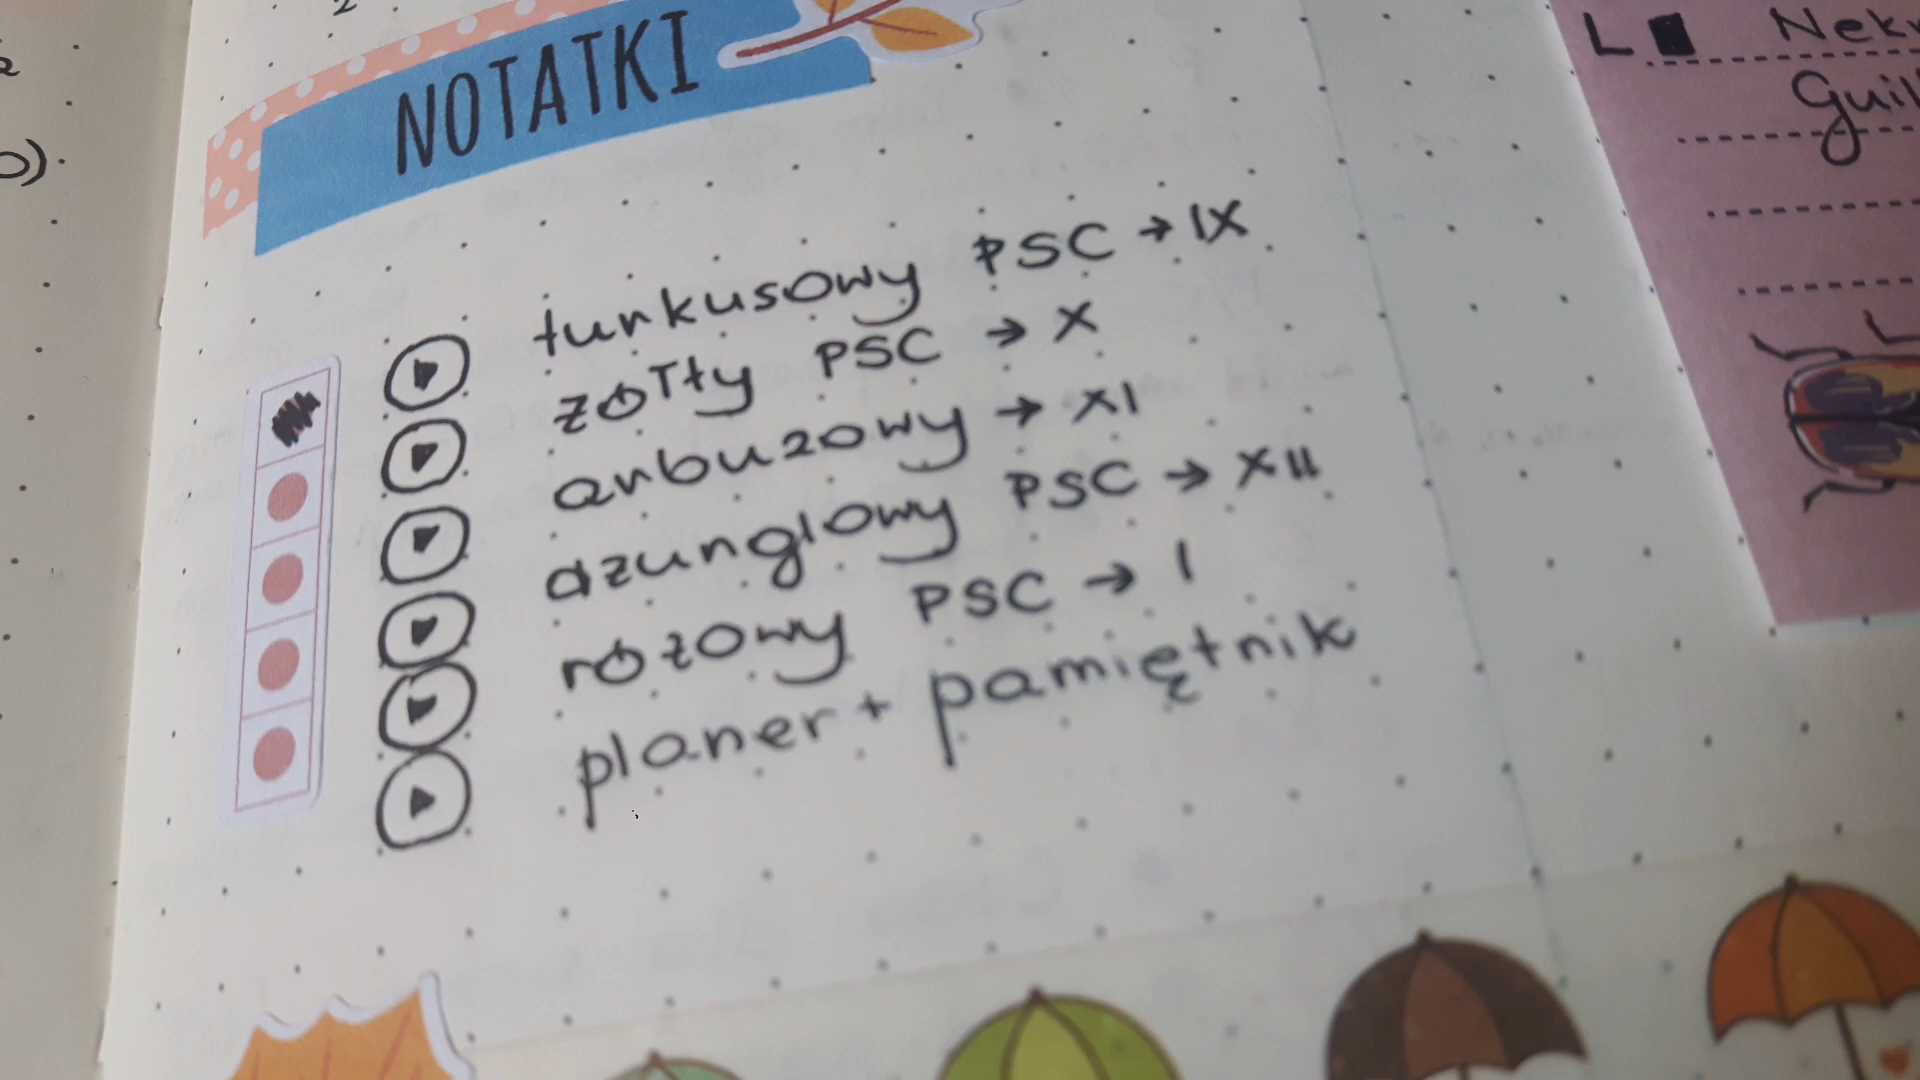 NOTATKI
turkusowy PSC → IX
żółty PSC → X
arbuzowy → XI
dżunglowy PSC → XII
różowy PSC → I
planer + pamiętnik
L